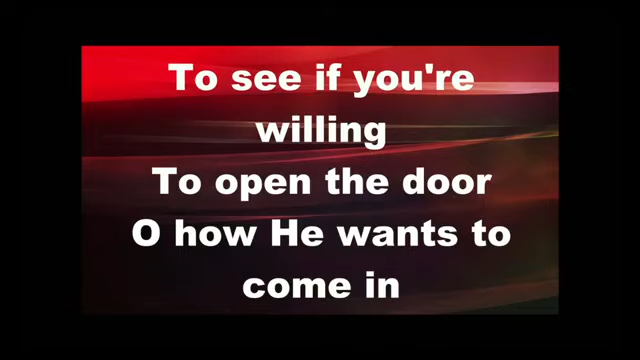 To see if you're
willing
To open the door
O how He wants to
come in